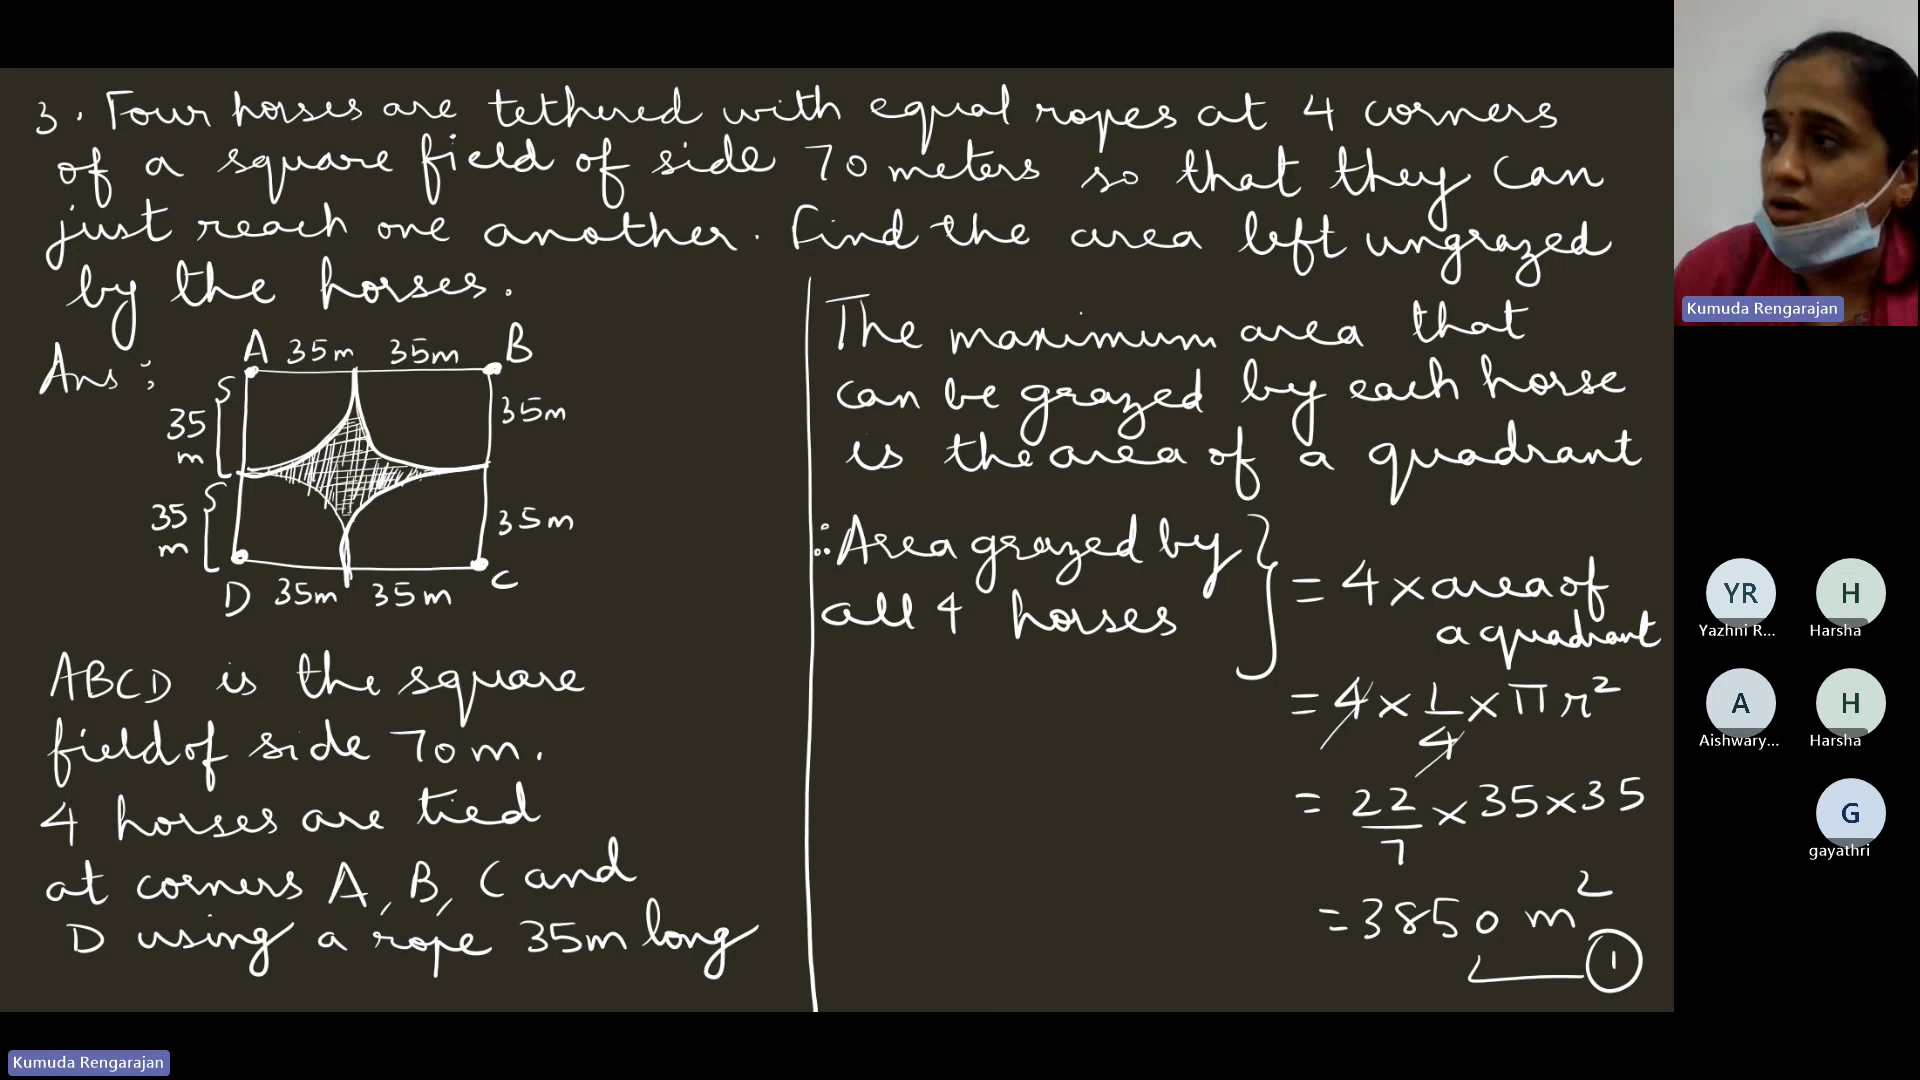 3. Four horses are tethered with equal ropes at 4 corners
of a square field of side 70 meters so that they can
just reach one another. Find the area left ungrazed
by the horses.
Ans:
A 35m 35m B
35
m
35m
35
m
35m
D 35m 35m C
ABCD is the square
field of side 70 m.
4 horses are tied
at corners A, B, C and
D using a rope 35m long
The maximum area that
can be grazed by each horse
is the area of a quadrant
∴ Area grazed by
all 4 horses
= 4 × area of
a quadrant
= 4 × 1/4 × πr²
= 22/7 × 35 × 35
= 3850 m²
1
Kumuda Rengarajan
YR
Yazhni R...
H
Harsha
A
Aishwary...
H
Harsha
G
gayathri
Kumuda Rengarajan